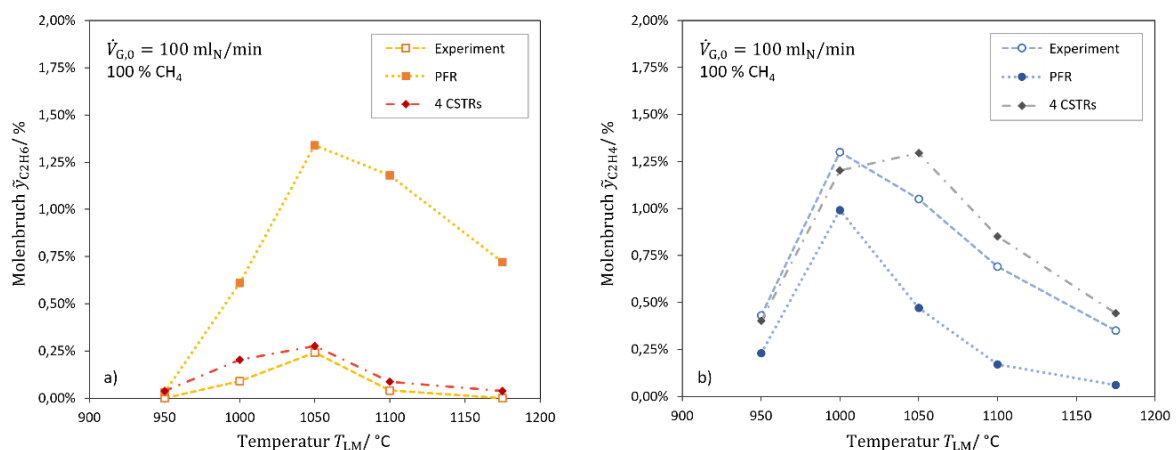 2,00%
1,75%
1,50%
1,25%
1,00%
0,75%
0,50%
0,25%
0,00%
Molenbruch ỹC2H6/ %
V̇G,0 = 100 mlN/min
100 % CH4
Experiment
PFR
4 CSTRs
a)
900 950 1000 1050 1100 1150 1200
Temperatur TLM/ °C
2,00%
1,75%
1,50%
1,25%
1,00%
0,75%
0,50%
0,25%
0,00%
Molenbruch ỹC2H4/ %
V̇G,0 = 100 mlN/min
100 % CH4
Experiment
PFR
4 CSTRs
b)
900 950 1000 1050 1100 1150 1200
Temperatur TLM/ °C